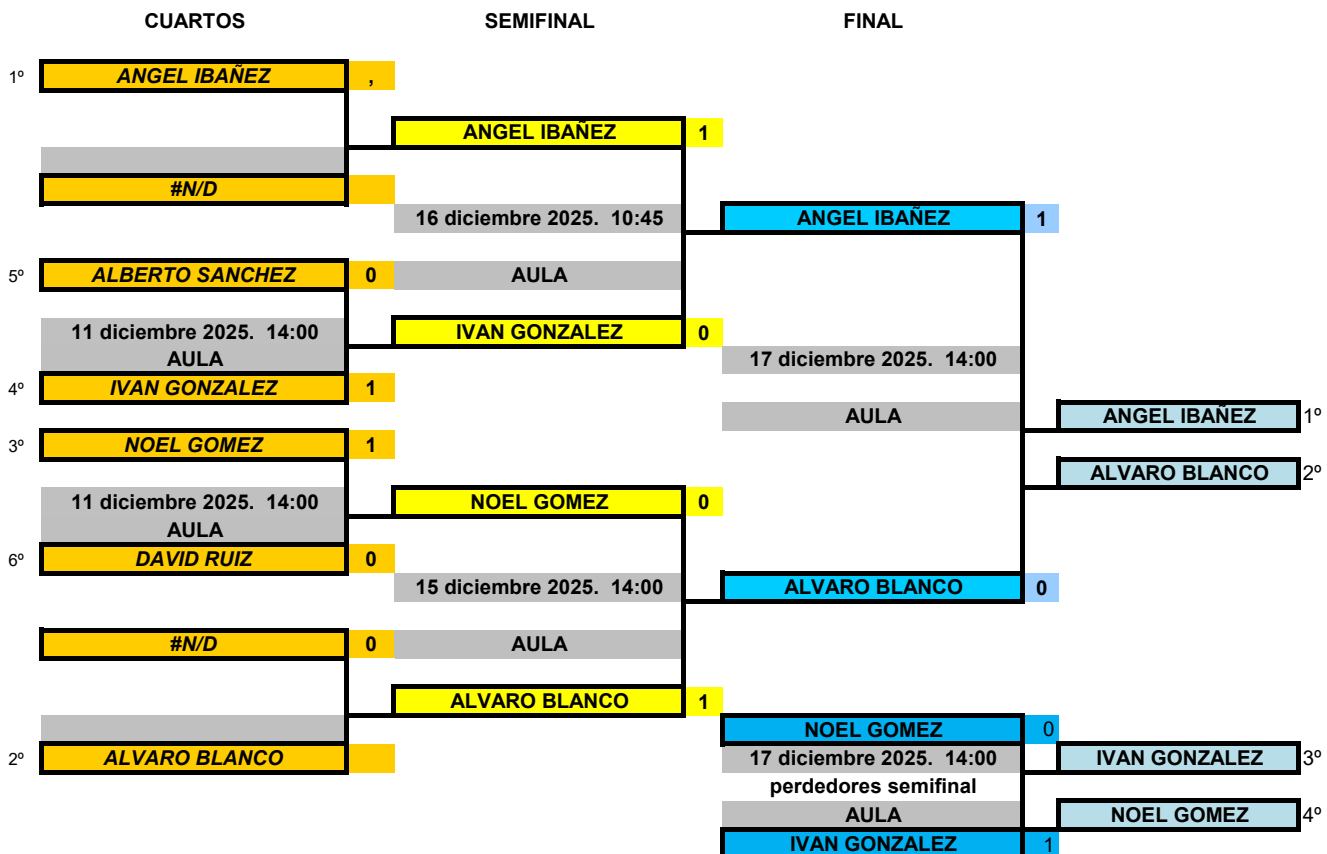 CUARTOS SEMIFINAL FINAL
1º ANGEL IBAÑEZ ,
ANGEL IBAÑEZ 1
#N/D
16 diciembre 2025. 10:45 ANGEL IBAÑEZ 1
5º ALBERTO SANCHEZ 0 AULA
11 diciembre 2025. 14:00 IVAN GONZALEZ 0
AULA 17 diciembre 2025. 14:00
4º IVAN GONZALEZ 1
AULA ANGEL IBAÑEZ 1º
3º NOEL GOMEZ 1
ALVARO BLANCO 2º
11 diciembre 2025. 14:00 NOEL GOMEZ 0
AULA
6º DAVID RUIZ 0
15 diciembre 2025. 14:00 ALVARO BLANCO 0
#N/D 0 AULA
ALVARO BLANCO 1
NOEL GOMEZ 0
2º ALVARO BLANCO 17 diciembre 2025. 14:00 IVAN GONZALEZ 3º
perdedores semifinal
AULA NOEL GOMEZ 4º
IVAN GONZALEZ 1